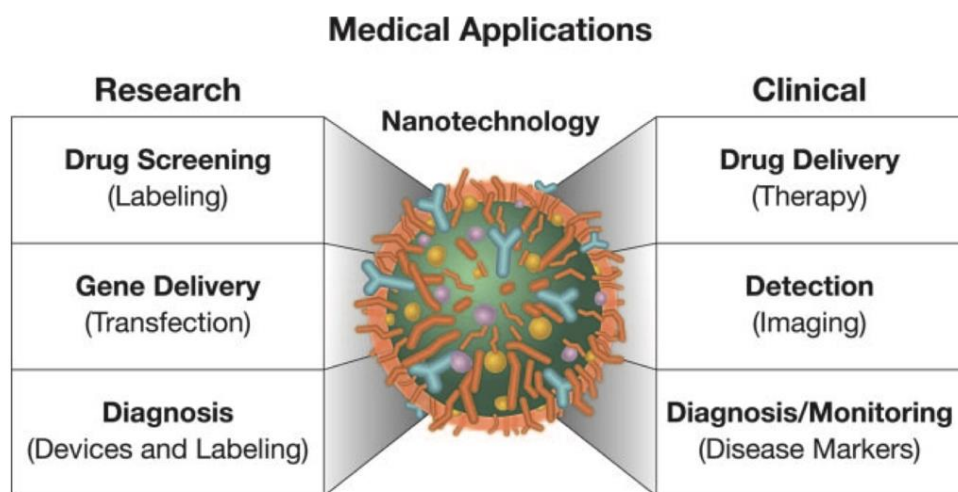 Medical Applications
Research
Drug Screening
(Labeling)
Gene Delivery
(Transfection)
Diagnosis
(Devices and Labeling)
Nanotechnology
Clinical
Drug Delivery
(Therapy)
Detection
(Imaging)
Diagnosis/Monitoring
(Disease Markers)